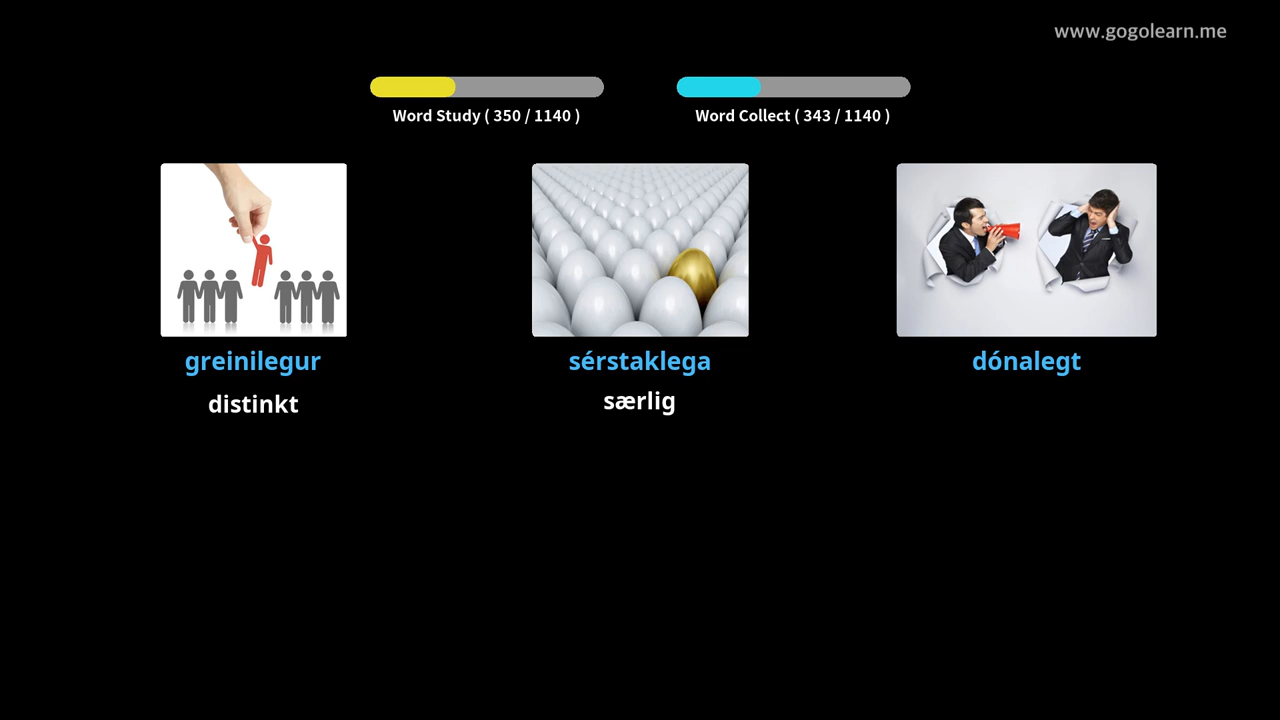 www.gogolearn.me
Word Study ( 350 / 1140 )
Word Collect ( 343 / 1140 )
greinilegur
sérstaklega
dónalegt
distinkt
særlig